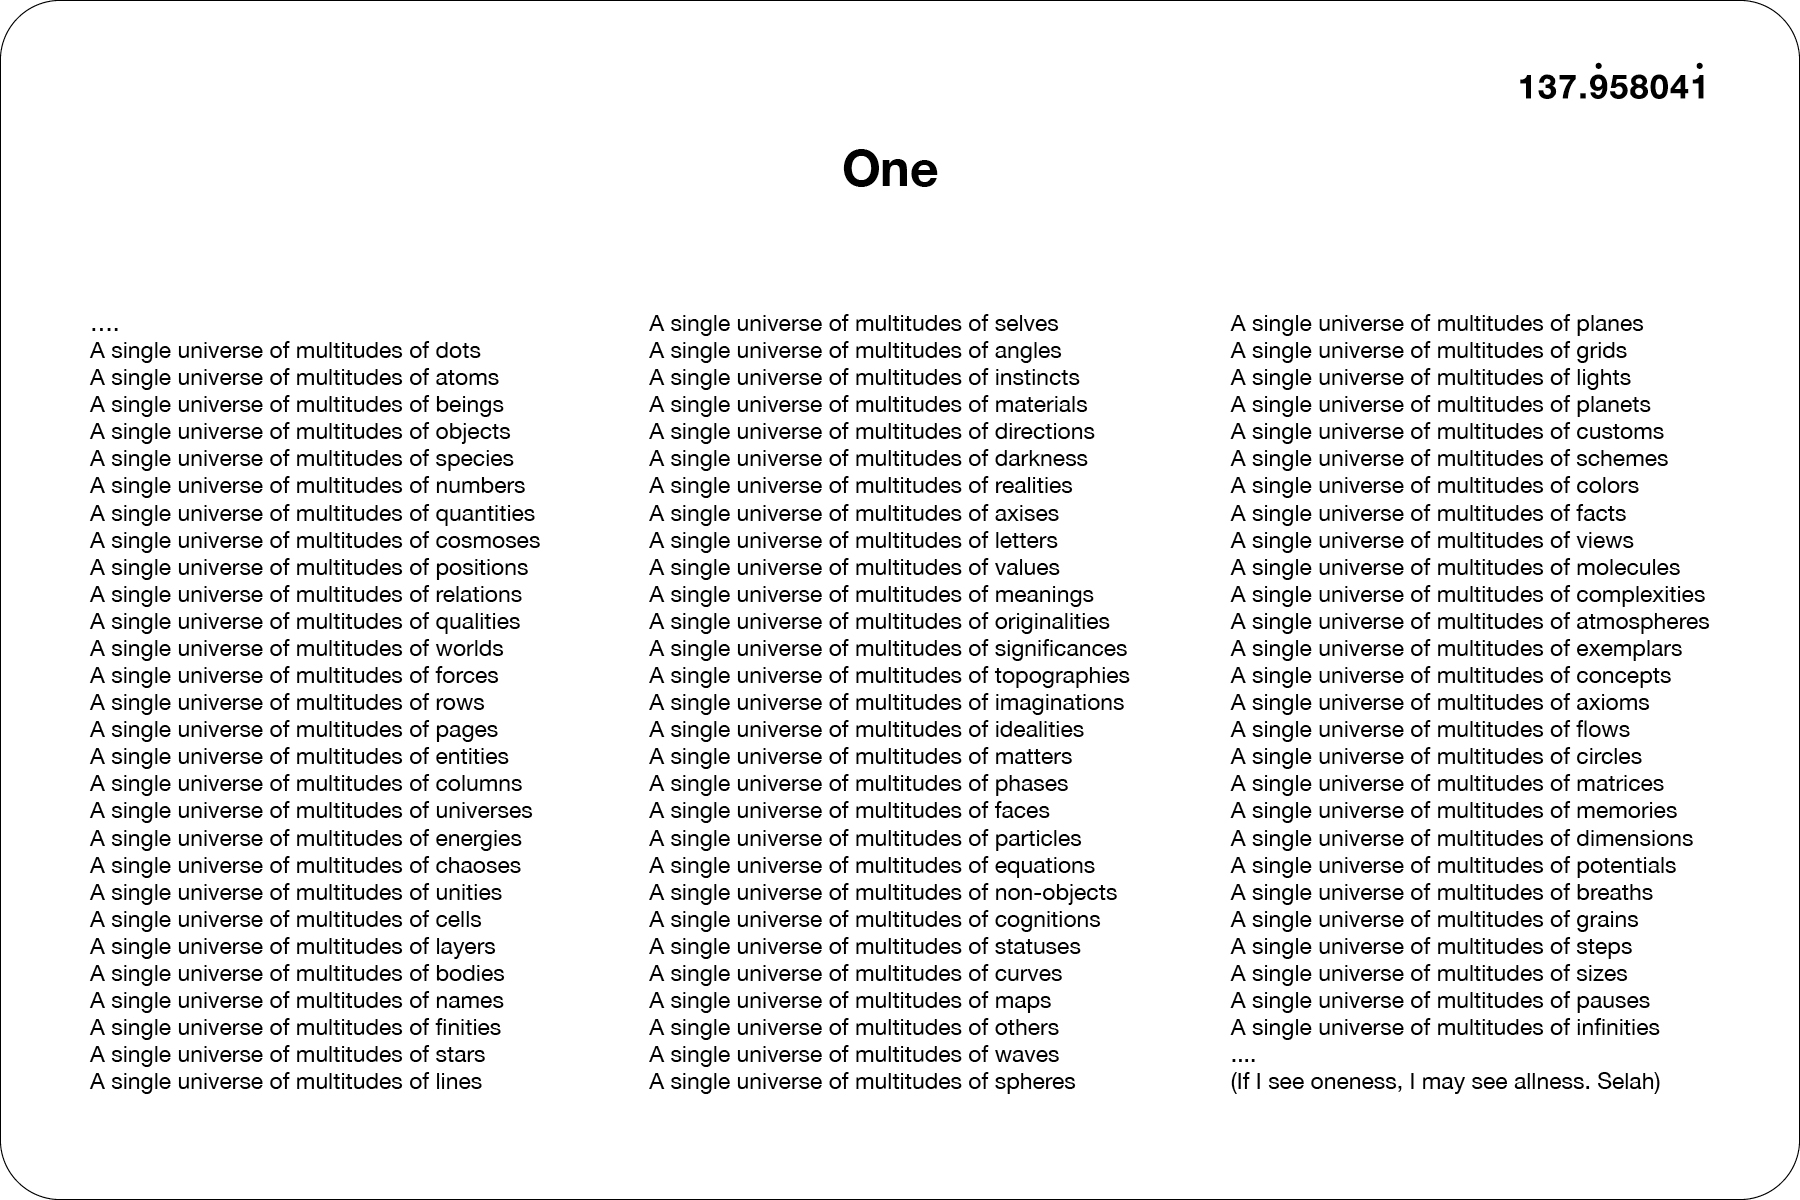 137.9̇58041̇
One
....
A single universe of multitudes of dots
A single universe of multitudes of atoms
A single universe of multitudes of beings
A single universe of multitudes of objects
A single universe of multitudes of species
A single universe of multitudes of numbers
A single universe of multitudes of quantities
A single universe of multitudes of cosmoses
A single universe of multitudes of positions
A single universe of multitudes of relations
A single universe of multitudes of qualities
A single universe of multitudes of worlds
A single universe of multitudes of forces
A single universe of multitudes of rows
A single universe of multitudes of pages
A single universe of multitudes of entities
A single universe of multitudes of columns
A single universe of multitudes of universes
A single universe of multitudes of energies
A single universe of multitudes of chaoses
A single universe of multitudes of unities
A single universe of multitudes of cells
A single universe of multitudes of layers
A single universe of multitudes of bodies
A single universe of multitudes of names
A single universe of multitudes of finities
A single universe of multitudes of stars
A single universe of multitudes of lines
A single universe of multitudes of selves
A single universe of multitudes of angles
A single universe of multitudes of instincts
A single universe of multitudes of materials
A single universe of multitudes of directions
A single universe of multitudes of darkness
A single universe of multitudes of realities
A single universe of multitudes of axises
A single universe of multitudes of letters
A single universe of multitudes of values
A single universe of multitudes of meanings
A single universe of multitudes of originalities
A single universe of multitudes of significances
A single universe of multitudes of topographies
A single universe of multitudes of imaginations
A single universe of multitudes of idealities
A single universe of multitudes of matters
A single universe of multitudes of phases
A single universe of multitudes of faces
A single universe of multitudes of particles
A single universe of multitudes of equations
A single universe of multitudes of non-objects
A single universe of multitudes of cognitions
A single universe of multitudes of statuses
A single universe of multitudes of curves
A single universe of multitudes of maps
A single universe of multitudes of others
A single universe of multitudes of waves
A single universe of multitudes of spheres
A single universe of multitudes of planes
A single universe of multitudes of grids
A single universe of multitudes of lights
A single universe of multitudes of planets
A single universe of multitudes of customs
A single universe of multitudes of schemes
A single universe of multitudes of colors
A single universe of multitudes of facts
A single universe of multitudes of views
A single universe of multitudes of molecules
A single universe of multitudes of complexities
A single universe of multitudes of atmospheres
A single universe of multitudes of exemplars
A single universe of multitudes of concepts
A single universe of multitudes of axioms
A single universe of multitudes of flows
A single universe of multitudes of circles
A single universe of multitudes of matrices
A single universe of multitudes of memories
A single universe of multitudes of dimensions
A single universe of multitudes of potentials
A single universe of multitudes of breaths
A single universe of multitudes of grains
A single universe of multitudes of steps
A single universe of multitudes of sizes
A single universe of multitudes of pauses
A single universe of multitudes of infinities
....
(If I see oneness, I may see allness. Selah)